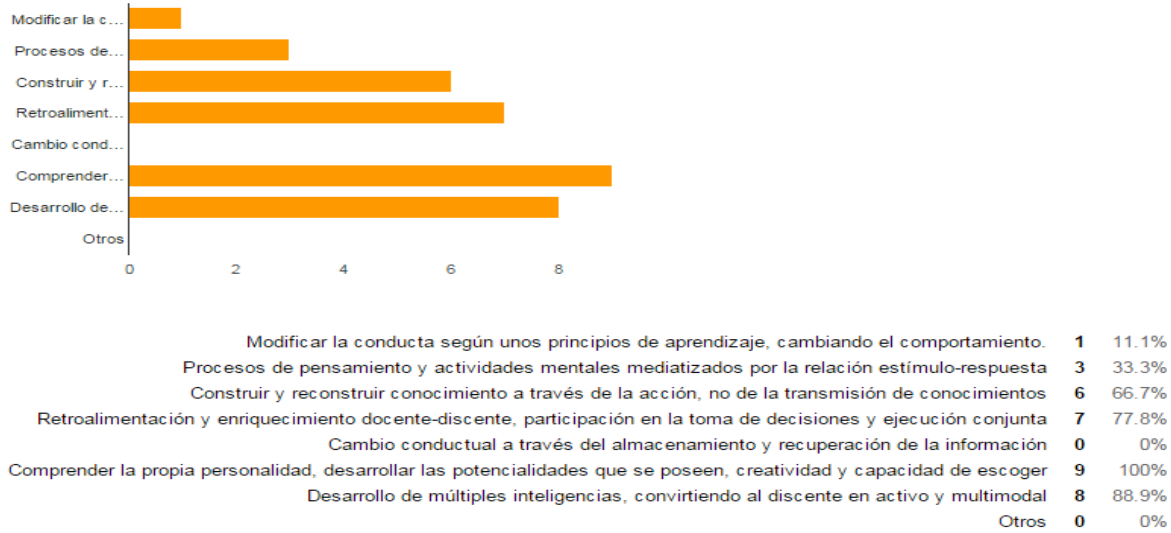 Modificar la c...
Procesos de...
Construir y r...
Retroaliment...
Cambio cond...
Comprender...
Desarrollo de...
Otros
0 2 4 6 8
Modificar la conducta según unos principios de aprendizaje, cambiando el comportamiento. 1 11.1%
Procesos de pensamiento y actividades mentales mediatizados por la relación estímulo-respuesta 3 33.3%
Construir y reconstruir conocimiento a través de la acción, no de la transmisión de conocimientos 6 66.7%
Retroalimentación y enriquecimiento docente-discente, participación en la toma de decisiones y ejecución conjunta 7 77.8%
Cambio conductual a través del almacenamiento y recuperación de la información 0 0%
Comprender la propia personalidad, desarrollar las potencialidades que se poseen, creatividad y capacidad de escoger 9 100%
Desarrollo de múltiples inteligencias, convirtiendo al discente en activo y multimodal 8 88.9%
Otros 0 0%